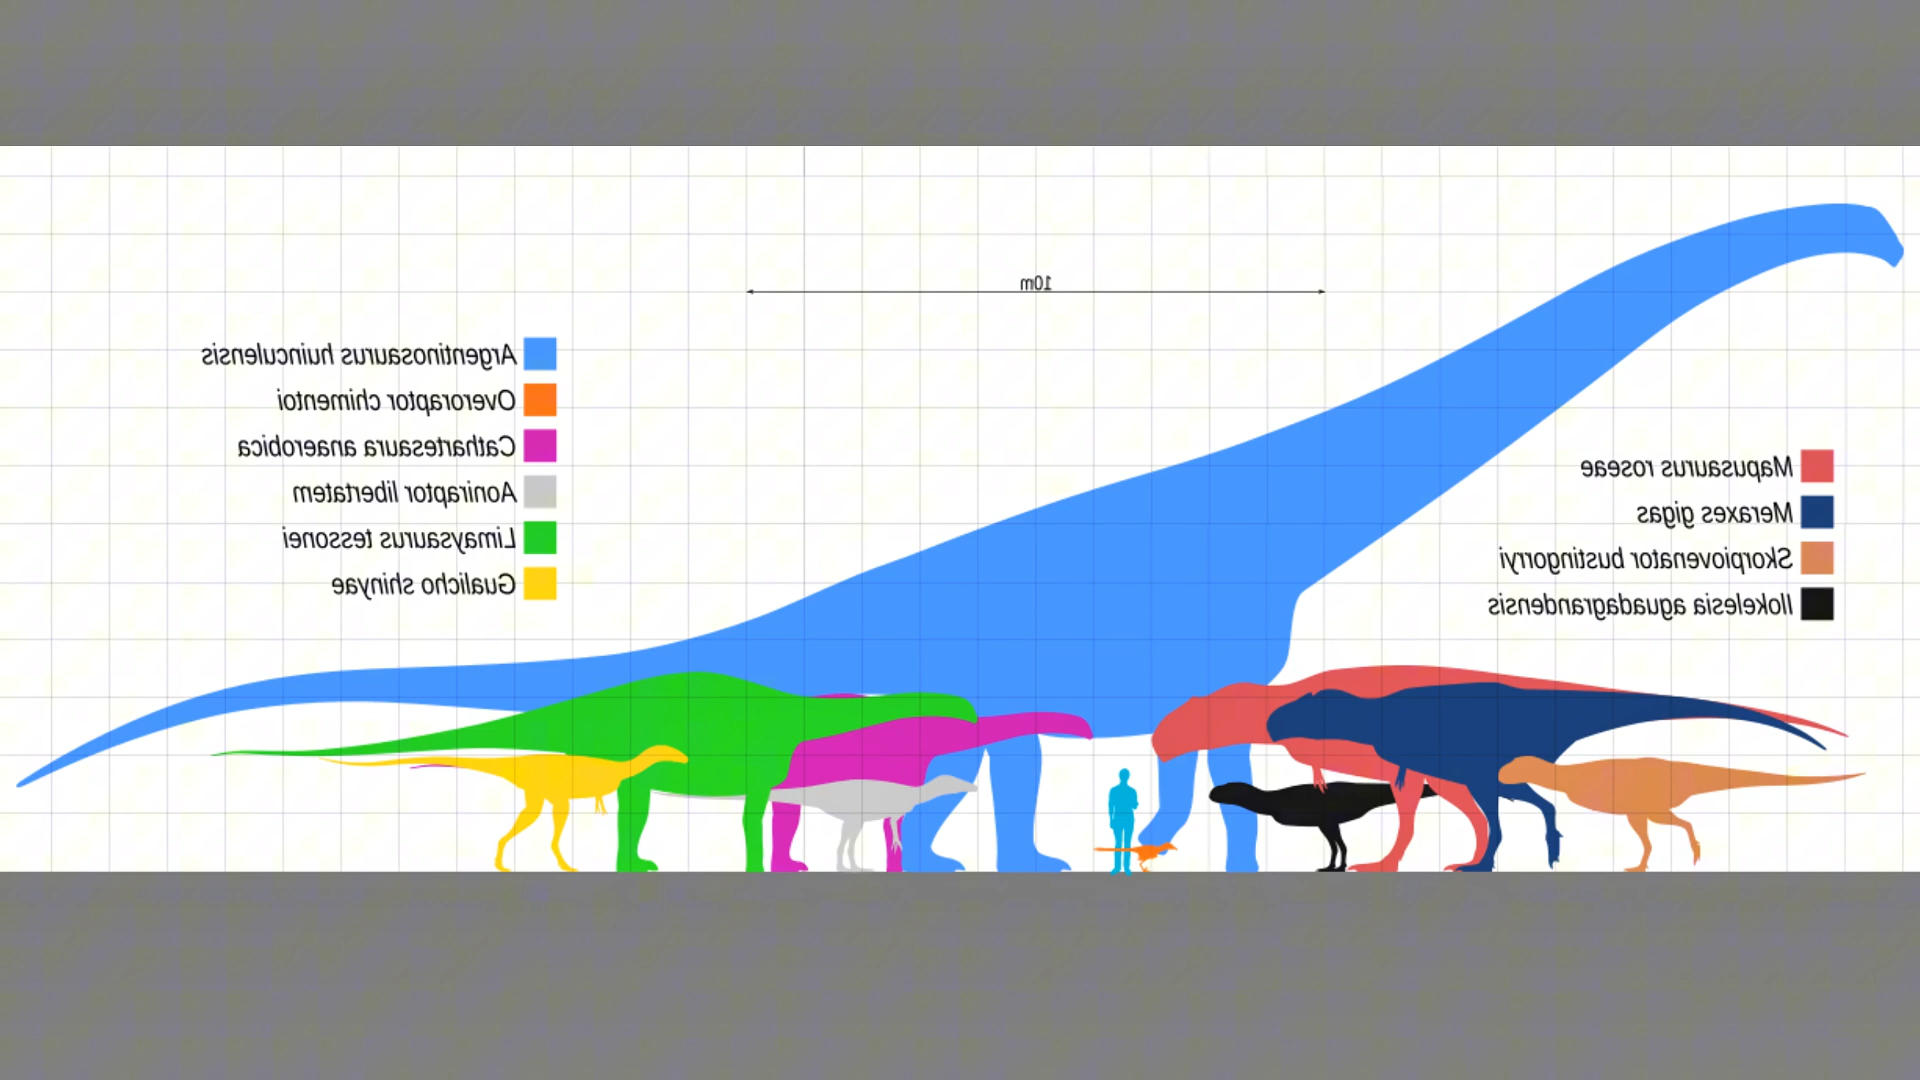 10m
Argentinosaurus huinculensis
Overoraptor chimentoi
Cathartesaura anaerobica
Aoniraptor libertatem
Limaysaurus tessonei
Gualicho shinyae
Mapusaurus roseae
Meraxes gigas
Skorpiovenator bustingorryi
Ilokelesia aguadagrandensis